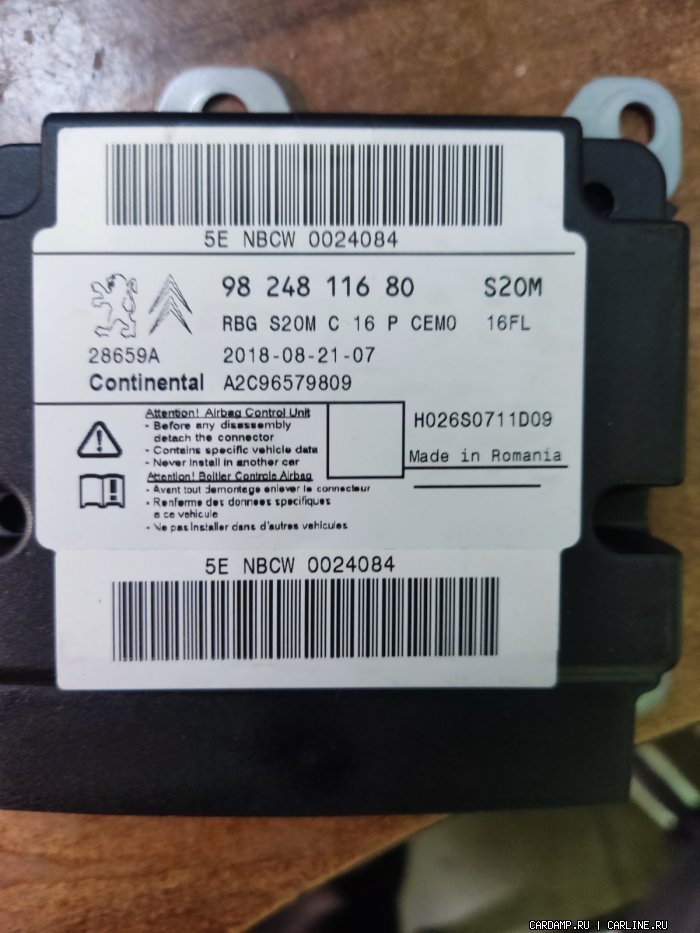 5E NBCW 0024084
98 248 116 80 S20M
RBG S20M C 16 P CEMO 16FL
28659A 2018-08-21-07
Continental A2C96579809
Attention! Airbag Control Unit
- Before any disassembly
detach the connector
- Contains specific vehicle data
- Never install in another car
Attention! Boîtier Controle Airbag
- Avant tout demontage enlever le connecteur
- Renferme des données specifiques
a ce vehicule
- Ne pas installer dans d'autres vehicules
H026S0711D09
Made in Romania
5E NBCW 0024084
CARDAMP.RU | CARLINE.RU